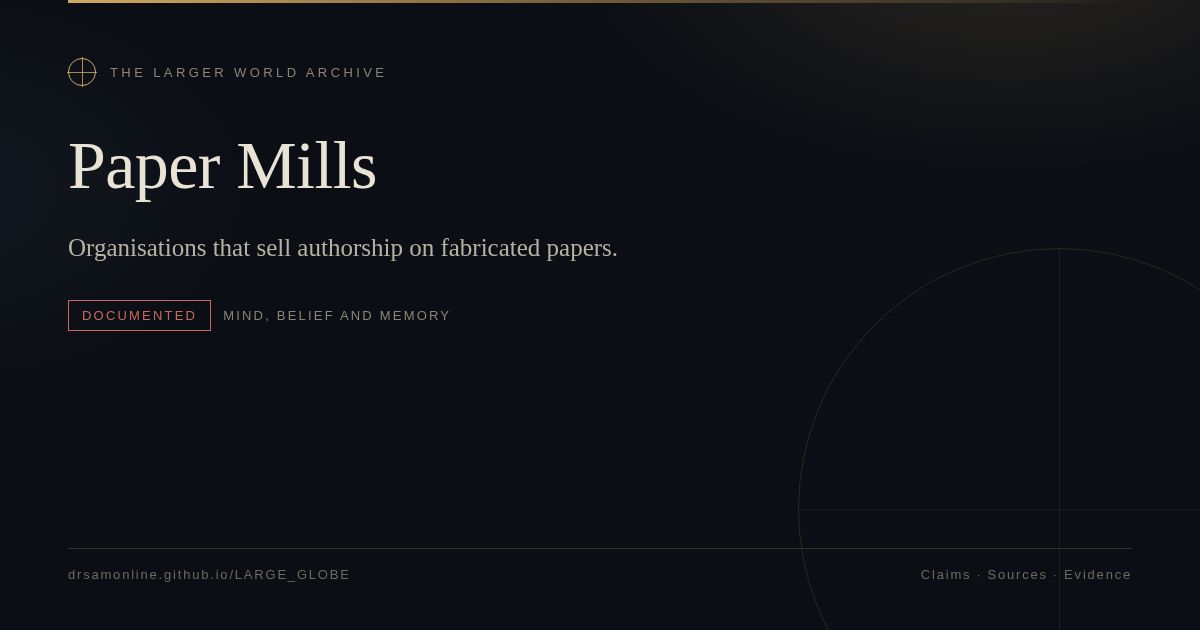 THE LARGER WORLD ARCHIVE
Paper Mills
Organisations that sell authorship on fabricated papers.
DOCUMENTED MIND, BELIEF AND MEMORY
drsamonline.github.io/LARGE_GLOBE
Claims · Sources · Evidence